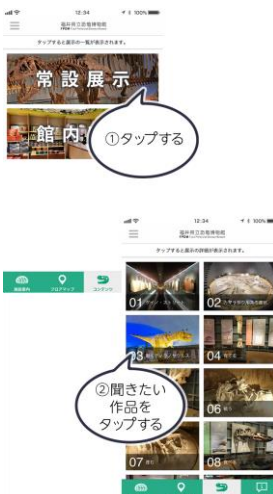 12:34
100%
福井県立恐竜博物館
タップすると展示の一覧が表示されます。
常設展示
館内
①タップする
施設案内
フロアマップ
コンテンツ
12:34
100%
福井県立恐竜博物館
タップすると展示の詳細が表示されます。
01
02
03
04
②聞きたい
作品を
タップする
06
07
08